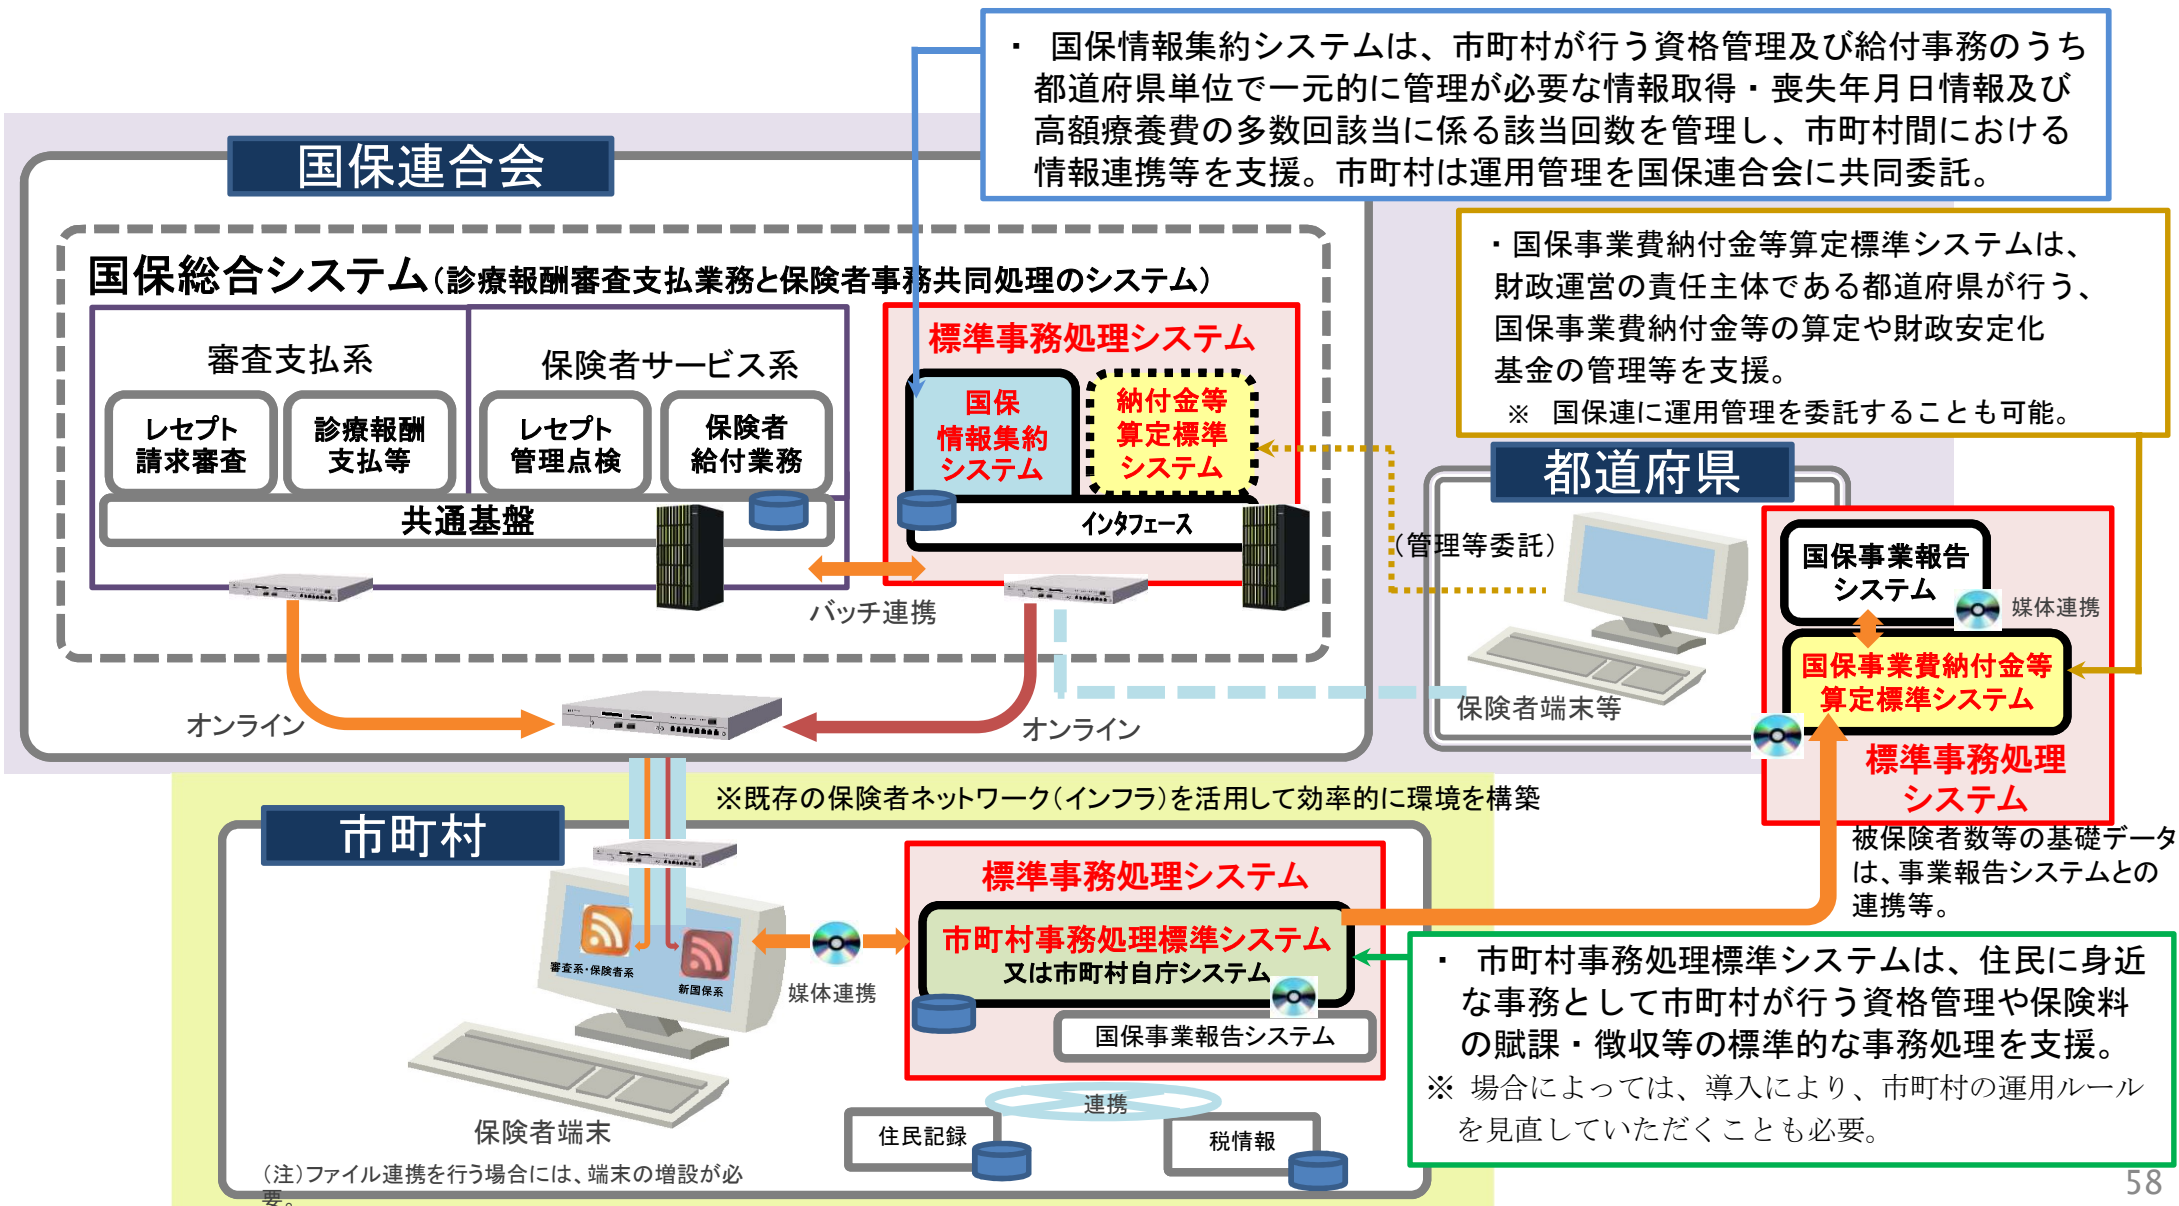 ・ 国保情報集約システムは、市町村が行う資格管理及び給付事務のうち
都道府県単位で一元的に管理が必要な情報取得・喪失年月日情報及び
高額療養費の多数回該当に係る該当回数を管理し、市町村間における
情報連携等を支援。市町村は運用管理を国保連合会に共同委託。
国保連合会
国保総合システム(診療報酬審査支払業務と保険者事務共同処理のシステム)
審査支払系
保険者サービス系
レセプト
請求審査
診療報酬
支払等
レセプト
管理点検
保険者
給付業務
共通基盤
標準事務処理システム
国保
情報集約
システム
納付金等
算定標準
システム
インタフェース
バッチ連携
オンライン
オンライン
・国保事業費納付金等算定標準システムは、
財政運営の責任主体である都道府県が行う、
国保事業費納付金等の算定や財政安定化
基金の管理等を支援。
※ 国保連に運用管理を委託することも可能。
都道府県
(管理等委託)
保険者端末等
国保事業報告
システム
媒体連携
国保事業費納付金等
算定標準システム
標準事務処理
システム
被保険者数等の基礎データ
は、事業報告システムとの
連携等。
※既存の保険者ネットワーク(インフラ)を活用して効率的に環境を構築
市町村
審査系・保険者系
新国保系
媒体連携
保険者端末
(注)ファイル連携を行う場合には、端末の増設が必
要。
標準事務処理システム
市町村事務処理標準システム
又は市町村自庁システム
国保事業報告システム
連携
住民記録
税情報
・ 市町村事務処理標準システムは、住民に身近
な事務として市町村が行う資格管理や保険料
の賦課・徴収等の標準的な事務処理を支援。
※ 場合によっては、導入により、市町村の運用ルール
を見直していただくことも必要。
58